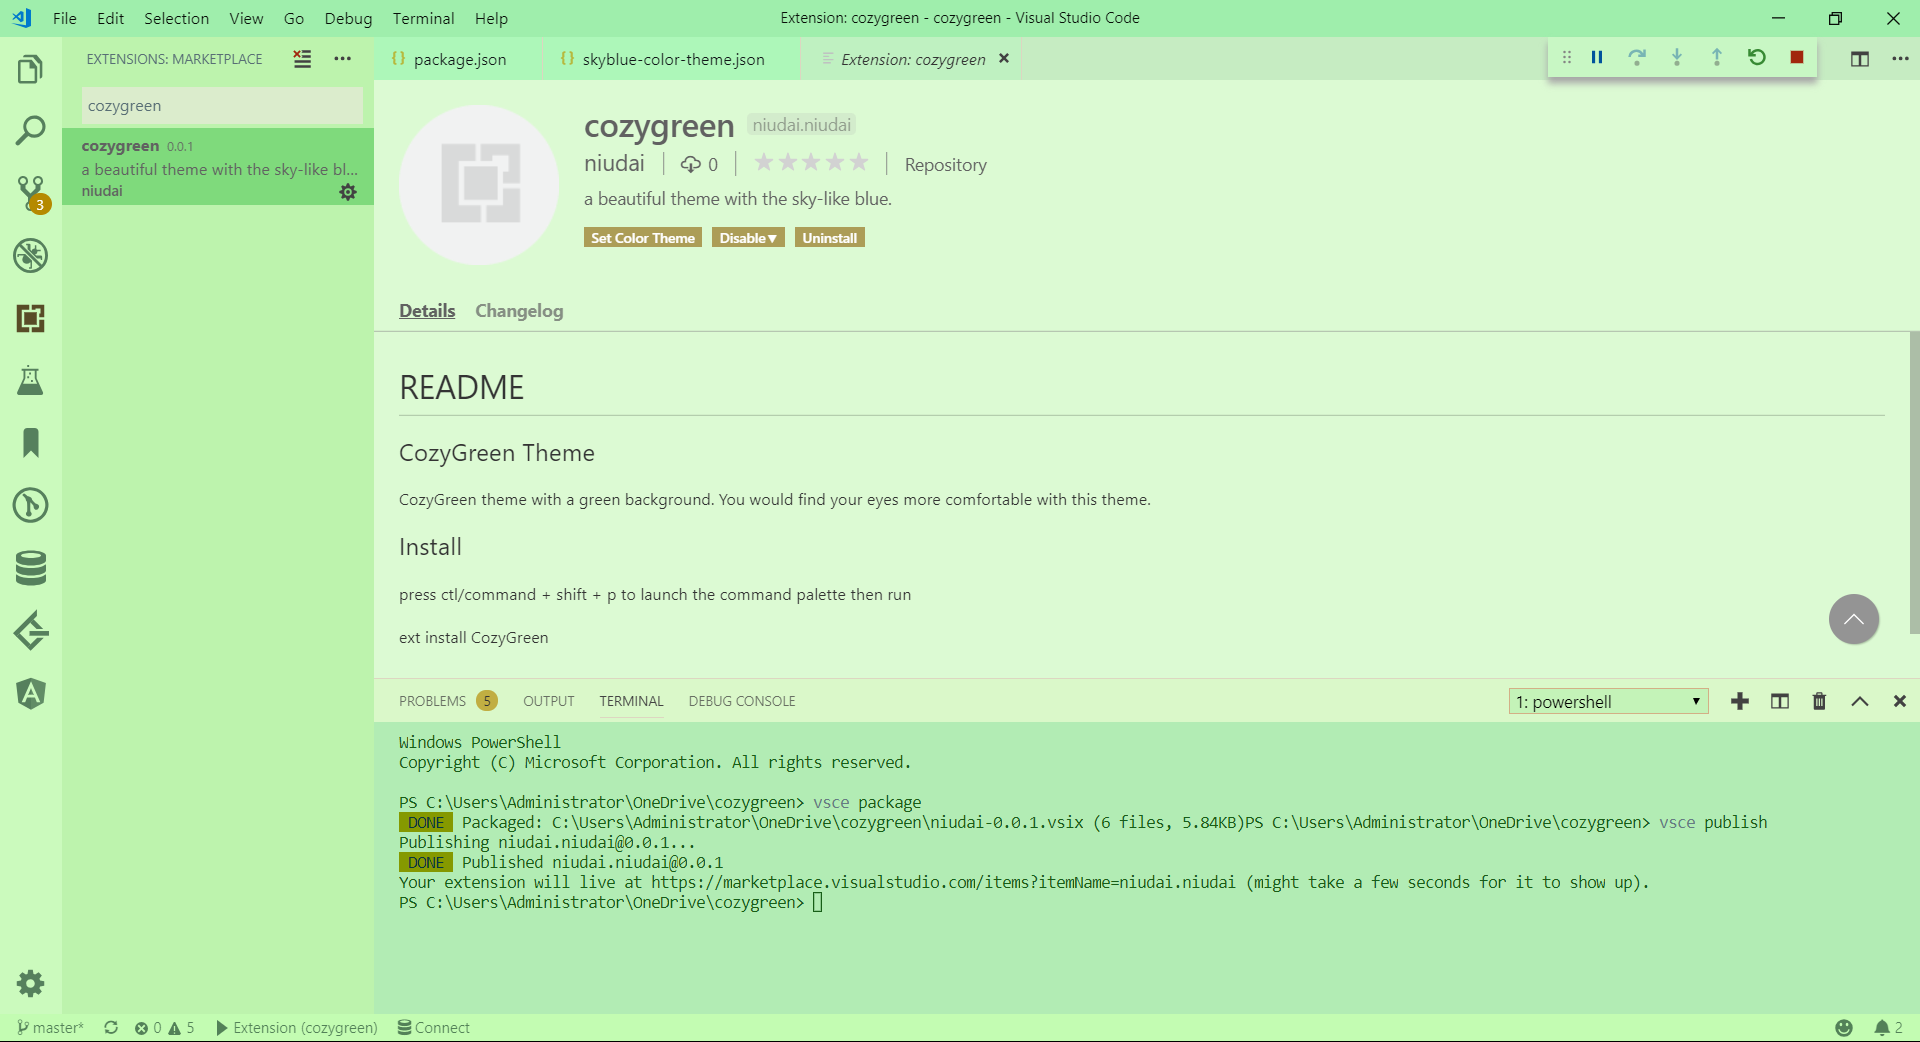 File Edit Selection View Go Debug Terminal Help
Extension: cozygreen - cozygreen - Visual Studio Code
EXTENSIONS: MARKETPLACE
package.json
skyblue-color-theme.json
Extension: cozygreen
cozygreen
cozygreen 0.0.1
a beautiful theme with the sky-like bl...
niudai
3
cozygreen niudai.niudai
niudai 0 Repository
a beautiful theme with the sky-like blue.
Set Color Theme Disable Uninstall
Details Changelog
README
CozyGreen Theme
CozyGreen theme with a green background. You would find your eyes more comfortable with this theme.
Install
press ctl/command + shift + p to launch the command palette then run
ext install CozyGreen
PROBLEMS 5 OUTPUT TERMINAL DEBUG CONSOLE
1: powershell
Windows PowerShell
Copyright (C) Microsoft Corporation. All rights reserved.
PS C:\Users\Administrator\OneDrive\cozygreen> vsce package
DONE Packaged: C:\Users\Administrator\OneDrive\cozygreen\niudai-0.0.1.vsix (6 files, 5.84KB)PS C:\Users\Administrator\OneDrive\cozygreen> vsce publish
Publishing niudai.niudai@0.0.1...
DONE Published niudai.niudai@0.0.1
Your extension will live at https://marketplace.visualstudio.com/items?itemName=niudai.niudai (might take a few seconds for it to show up).
PS C:\Users\Administrator\OneDrive\cozygreen>
master* 0 5 Extension (cozygreen) Connect 2